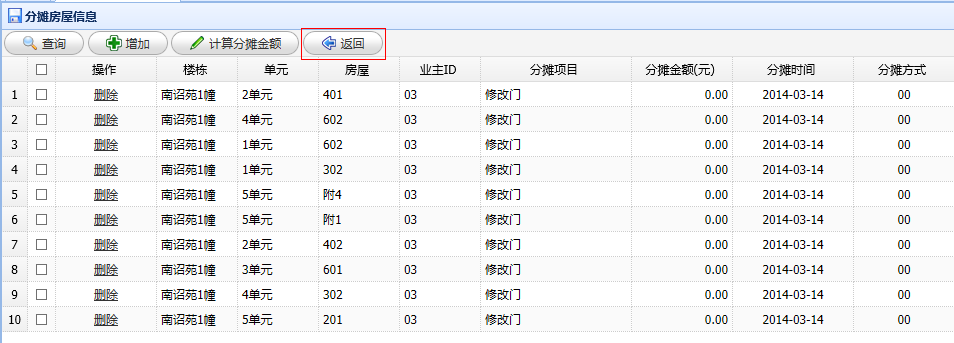 分摊房屋信息
查询 增加 计算分摊金额 返回
操作 楼栋 单元 房屋 业主ID 分摊项目 分摊金额(元) 分摊时间 分摊方式
1 删除 南诏苑1幢 2单元 401 03 修改门 0.00 2014-03-14 00
2 删除 南诏苑1幢 4单元 602 03 修改门 0.00 2014-03-14 00
3 删除 南诏苑1幢 1单元 602 03 修改门 0.00 2014-03-14 00
4 删除 南诏苑1幢 1单元 302 03 修改门 0.00 2014-03-14 00
5 删除 南诏苑1幢 5单元 附4 03 修改门 0.00 2014-03-14 00
6 删除 南诏苑1幢 5单元 附1 03 修改门 0.00 2014-03-14 00
7 删除 南诏苑1幢 2单元 402 03 修改门 0.00 2014-03-14 00
8 删除 南诏苑1幢 3单元 601 03 修改门 0.00 2014-03-14 00
9 删除 南诏苑1幢 4单元 302 03 修改门 0.00 2014-03-14 00
10 删除 南诏苑1幢 5单元 201 03 修改门 0.00 2014-03-14 00